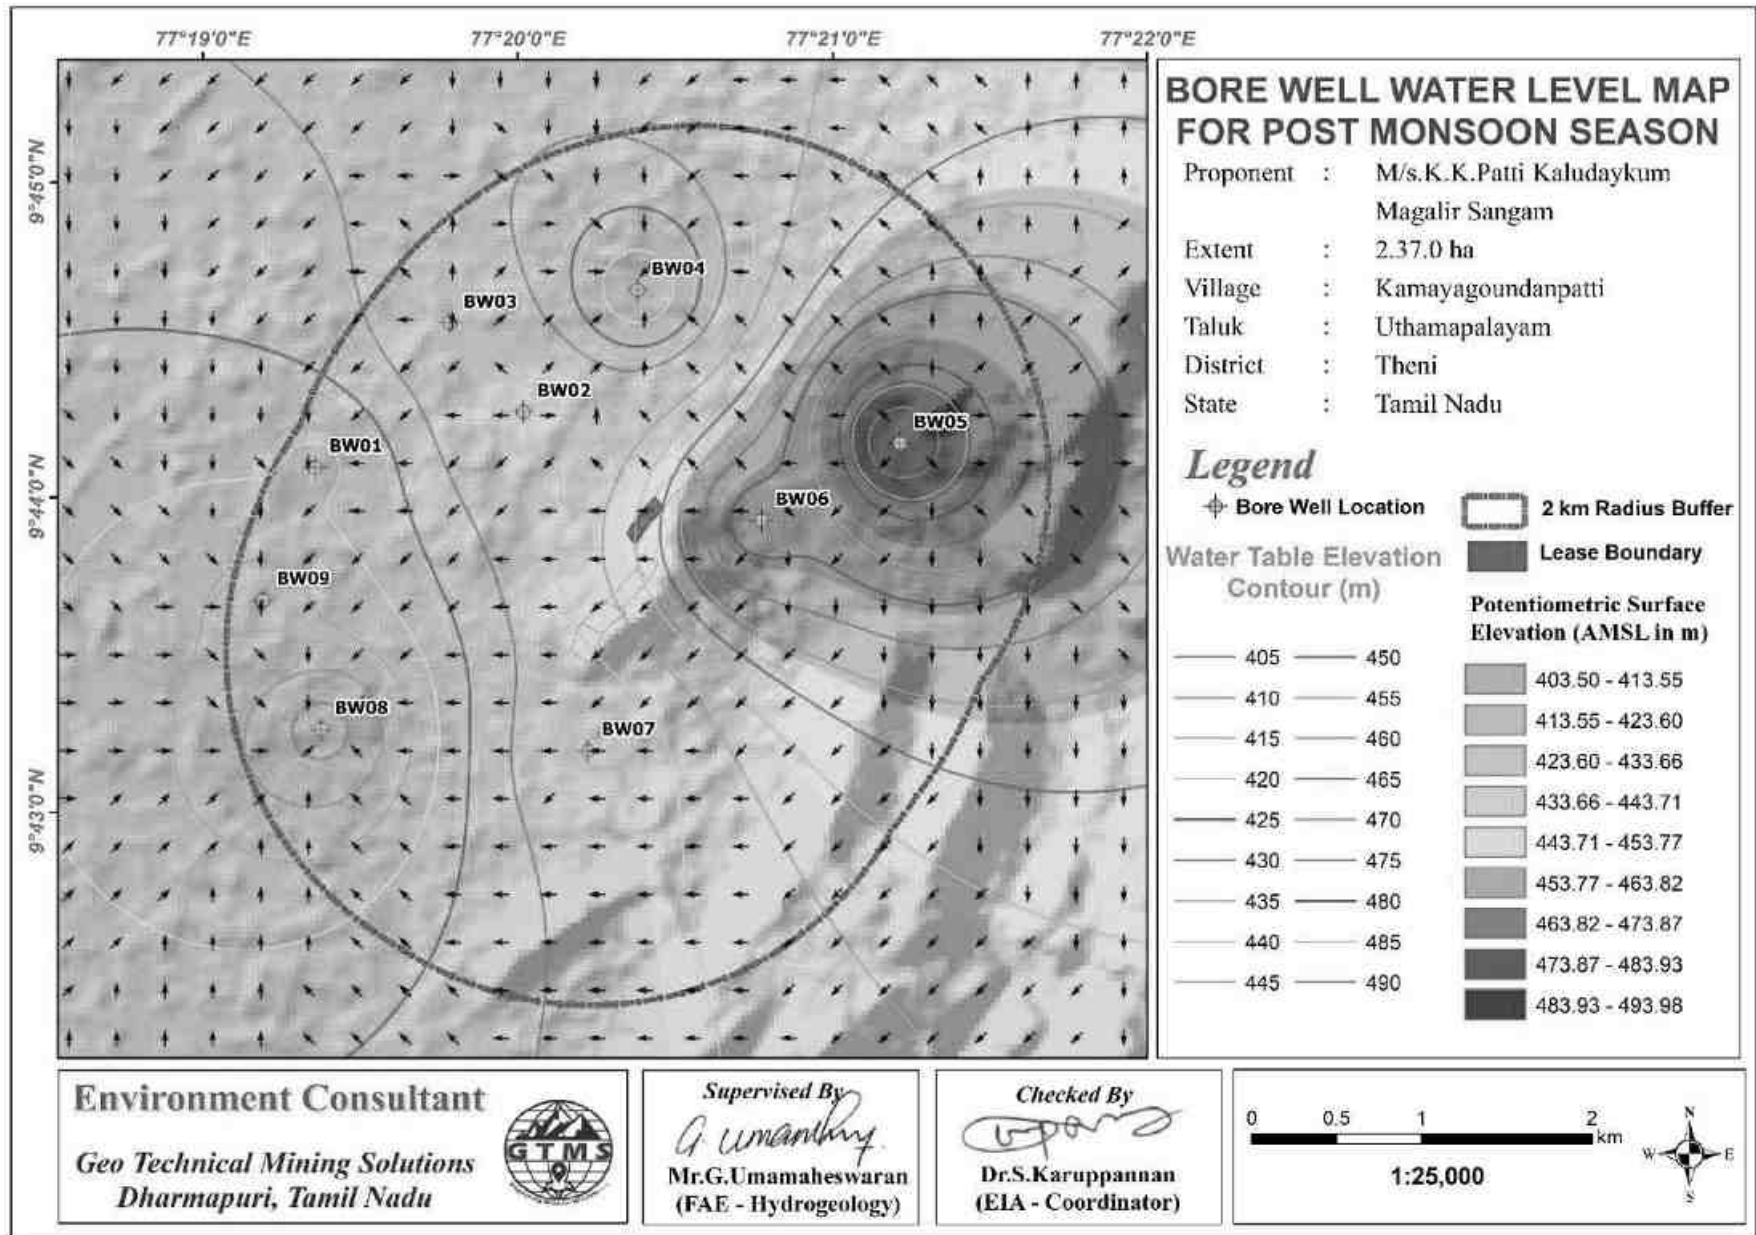 77°19'0"E
77°20'0"E
77°21'0"E
77°22'0"E
9°45'0"N
9°44'0"N
9°43'0"N
BW04
BW03
BW02
BW05
BW01
BW06
BW09
BW08
BW07
BORE WELL WATER LEVEL MAP
FOR POST MONSOON SEASON
Proponent : M/s.K.K.Patti Kaludaykum
Magalir Sangam
Extent : 2.37.0 ha
Village : Kamayagoundanpatti
Taluk : Uthamapalayam
District : Theni
State : Tamil Nadu
Legend
Bore Well Location
2 km Radius Buffer
Lease Boundary
Water Table Elevation
Contour (m)
405 450
410 455
415 460
420 465
425 470
430 475
435 480
440 485
445 490
Potentiometric Surface
Elevation (AMSL in m)
403.50 - 413.55
413.55 - 423.60
423.60 - 433.66
433.66 - 443.71
443.71 - 453.77
453.77 - 463.82
463.82 - 473.87
473.87 - 483.93
483.93 - 493.98
Environment Consultant
Geo Technical Mining Solutions
Dharmapuri, Tamil Nadu
GTMS
Supervised By
Mr.G.Umamaheswaran
(FAE - Hydrogeology)
Checked By
Dr.S.Karuppannan
(EIA - Coordinator)
0 0.5 1 2
km
1:25,000
N
W E
S